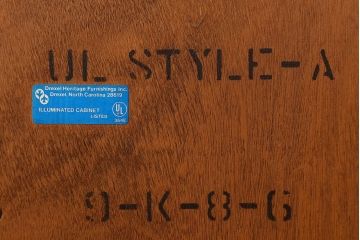 UL STYLE-A
Drexel Heritage Furnishings Inc.
Drexel, North Carolina 28619
ILLUMINATED CABINET
LISTED
UL
9-K-8-6